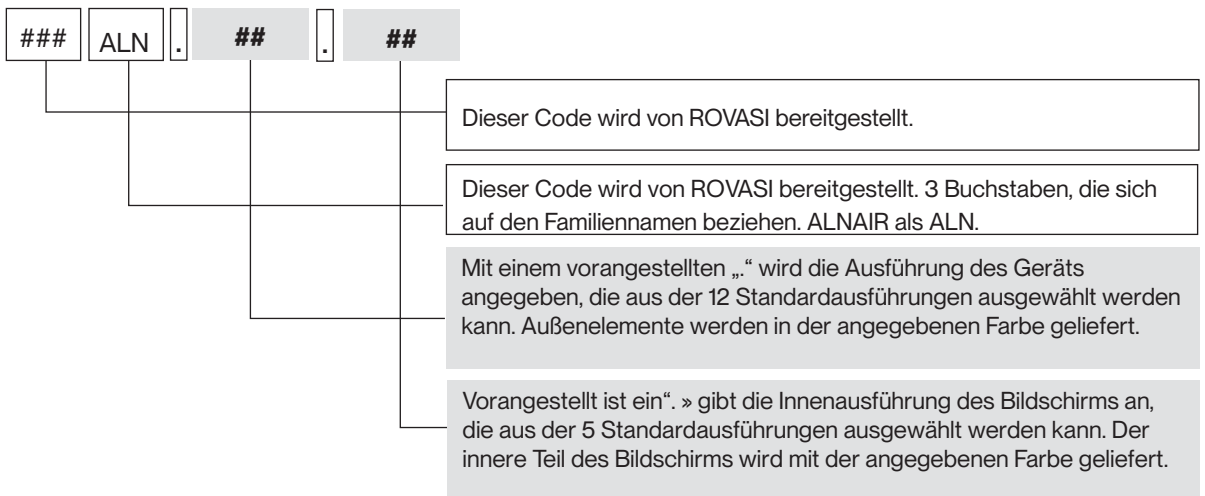 ### ALN . ## . ##
Dieser Code wird von ROVASI bereitgestellt.
Dieser Code wird von ROVASI bereitgestellt. 3 Buchstaben, die sich
auf den Familiennamen beziehen. ALNAIR als ALN.
Mit einem vorangestellten „.“ wird die Ausführung des Geräts
angegeben, die aus der 12 Standardausführungen ausgewählt werden
kann. Außenelemente werden in der angegebenen Farbe geliefert.
Vorangestellt ist ein“. » gibt die Innenausführung des Bildschirms an,
die aus der 5 Standardausführungen ausgewählt werden kann. Der
innere Teil des Bildschirms wird mit der angegebenen Farbe geliefert.